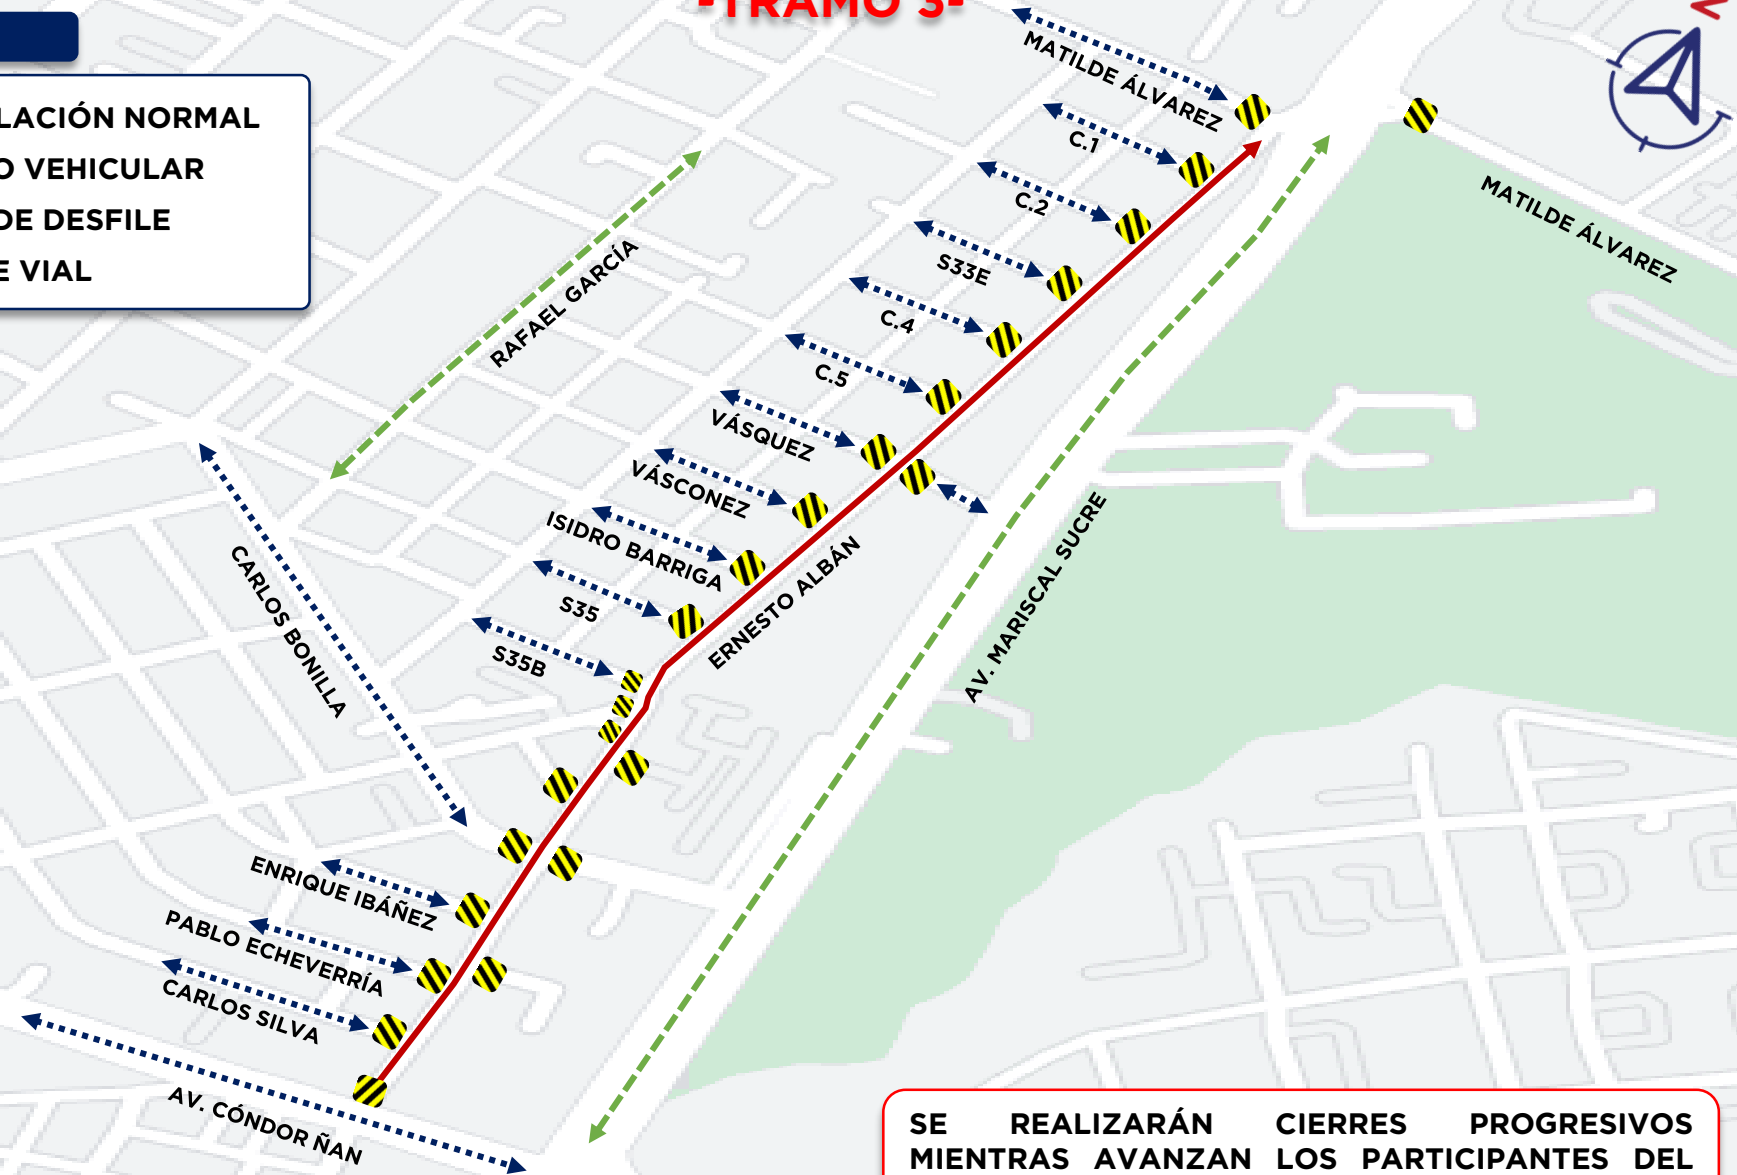 -TRAMO 3-
LACIÓN NORMAL
O VEHICULAR
DE DESFILE
E VIAL
MATILDE ÁLVAREZ
C.1
C.2
S33E
C.4
C.5
VÁSQUEZ
VÁSCONEZ
ISIDRO BARRIGA
S35
S35B
RAFAEL GARCÍA
CARLOS BONILLA
ERNESTO ALBÁN
AV. MARISCAL SUCRE
MATILDE ÁLVAREZ
ENRIQUE IBÁÑEZ
PABLO ECHEVERRÍA
CARLOS SILVA
AV. CÓNDOR ÑAN
SE REALIZARÁN CIERRES PROGRESIVOS
MIENTRAS AVANZAN LOS PARTICIPANTES DEL